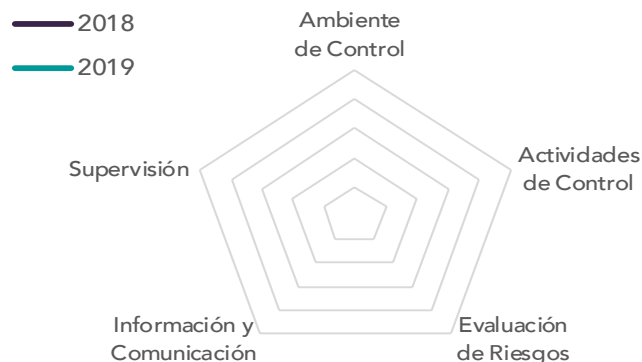 2018
2019
Ambiente
de Control
Actividades
de Control
Evaluación
de Riesgos
Información y
Comunicación
Supervisión